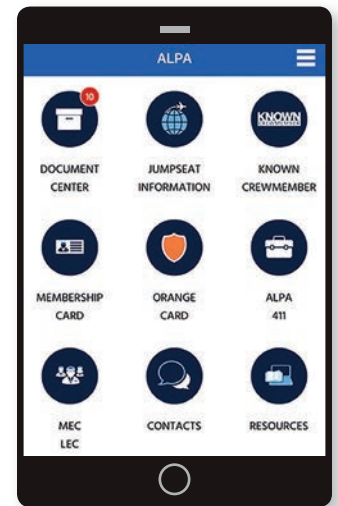 ALPA
10
KNOWN
CREWMEMBER
DOCUMENT
CENTER
JUMPSEAT
INFORMATION
KNOWN
CREWMEMBER
MEMBERSHIP
CARD
ORANGE
CARD
ALPA
411
MEC
LEC
CONTACTS
RESOURCES